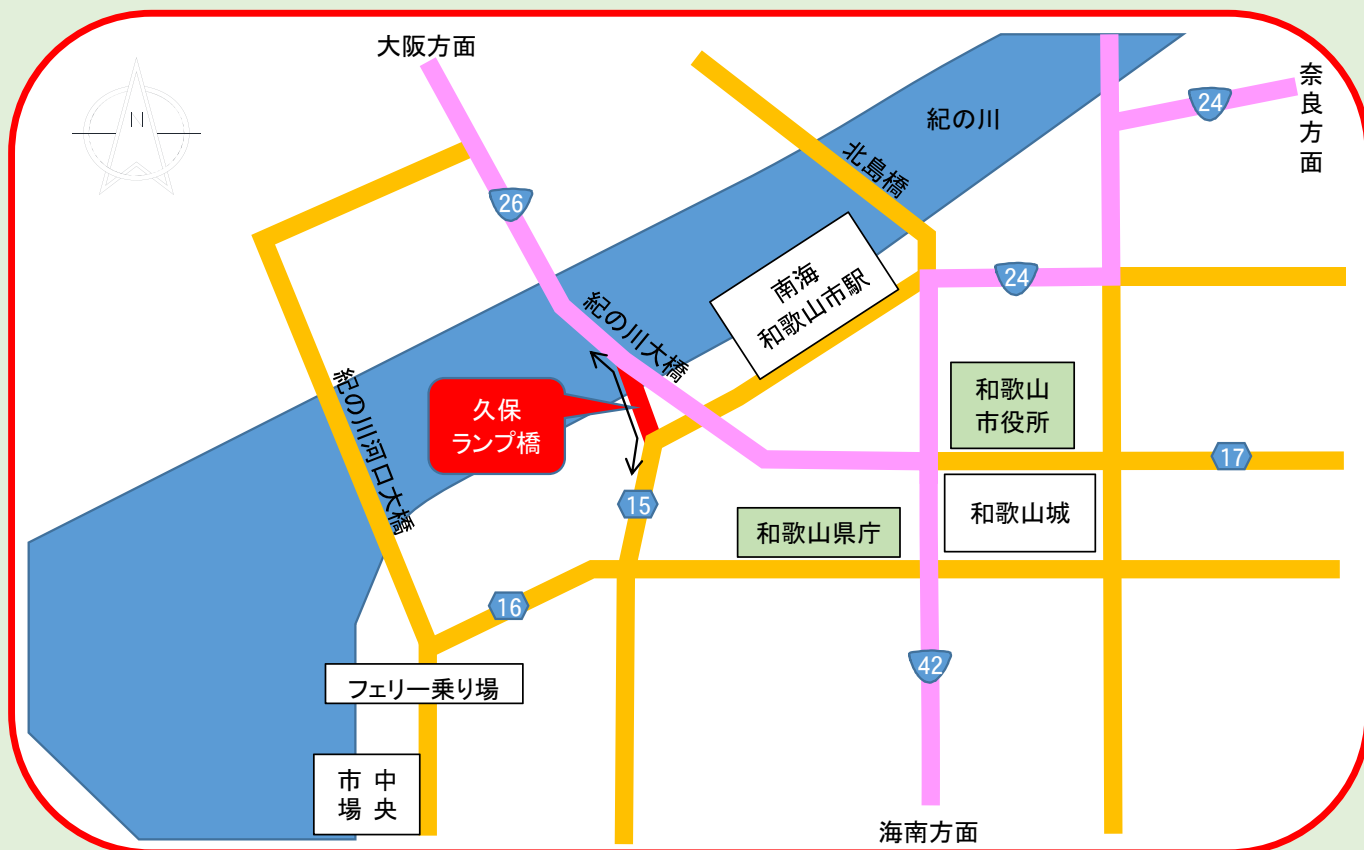 大阪方面
奈良方面
24
紀の川
N
北島橋
26
南海
和歌山市駅
24
紀の川大橋
紀の川河口大橋
久保
ランプ橋
和歌山
市役所
17
15
和歌山城
和歌山県庁
16
42
フェリー乗り場
中央
市場
海南方面